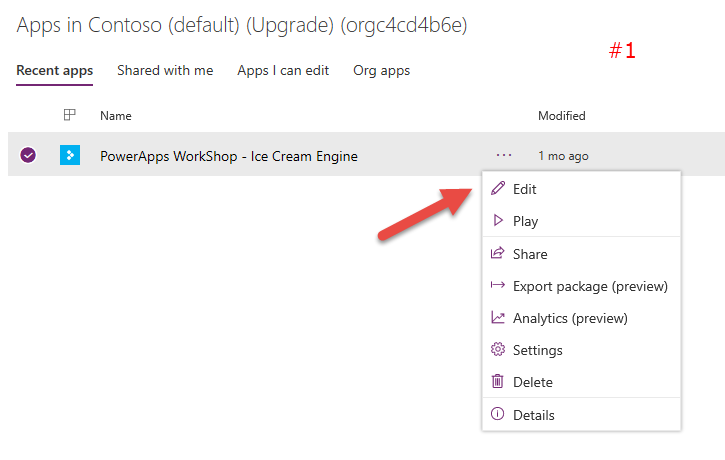 Apps in Contoso (default) (Upgrade) (orgc4cd4b6e)
#1
Recent apps Shared with me Apps I can edit Org apps
Name Modified
PowerApps WorkShop - Ice Cream Engine ... 1 mo ago
Edit
Play
Share
Export package (preview)
Analytics (preview)
Settings
Delete
Details